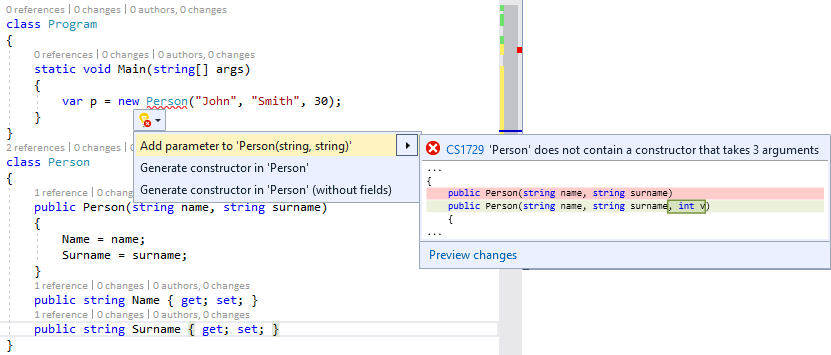 0 references | 0 changes | 0 authors, 0 changes
class Program
{
0 references | 0 changes | 0 authors, 0 changes
static void Main(string[] args)
{
var p = new Person("John", "Smith", 30);
}
}
2 references | 0 cha
class Person
{
1 reference | 0 ch
public Person(string name, string surname)
{
Name = name;
Surname = surname;
}
1 reference | 0 changes | 0 authors, 0 changes
public string Name { get; set; }
1 reference | 0 changes | 0 authors, 0 changes
public string Surname { get; set; }
}
Add parameter to 'Person(string, string)'
Generate constructor in 'Person'
Generate constructor in 'Person' (without fields)
CS1729 'Person' does not contain a constructor that takes 3 arguments
...
{
public Person(string name, string surname)
public Person(string name, string surname, int v)
{
...
Preview changes